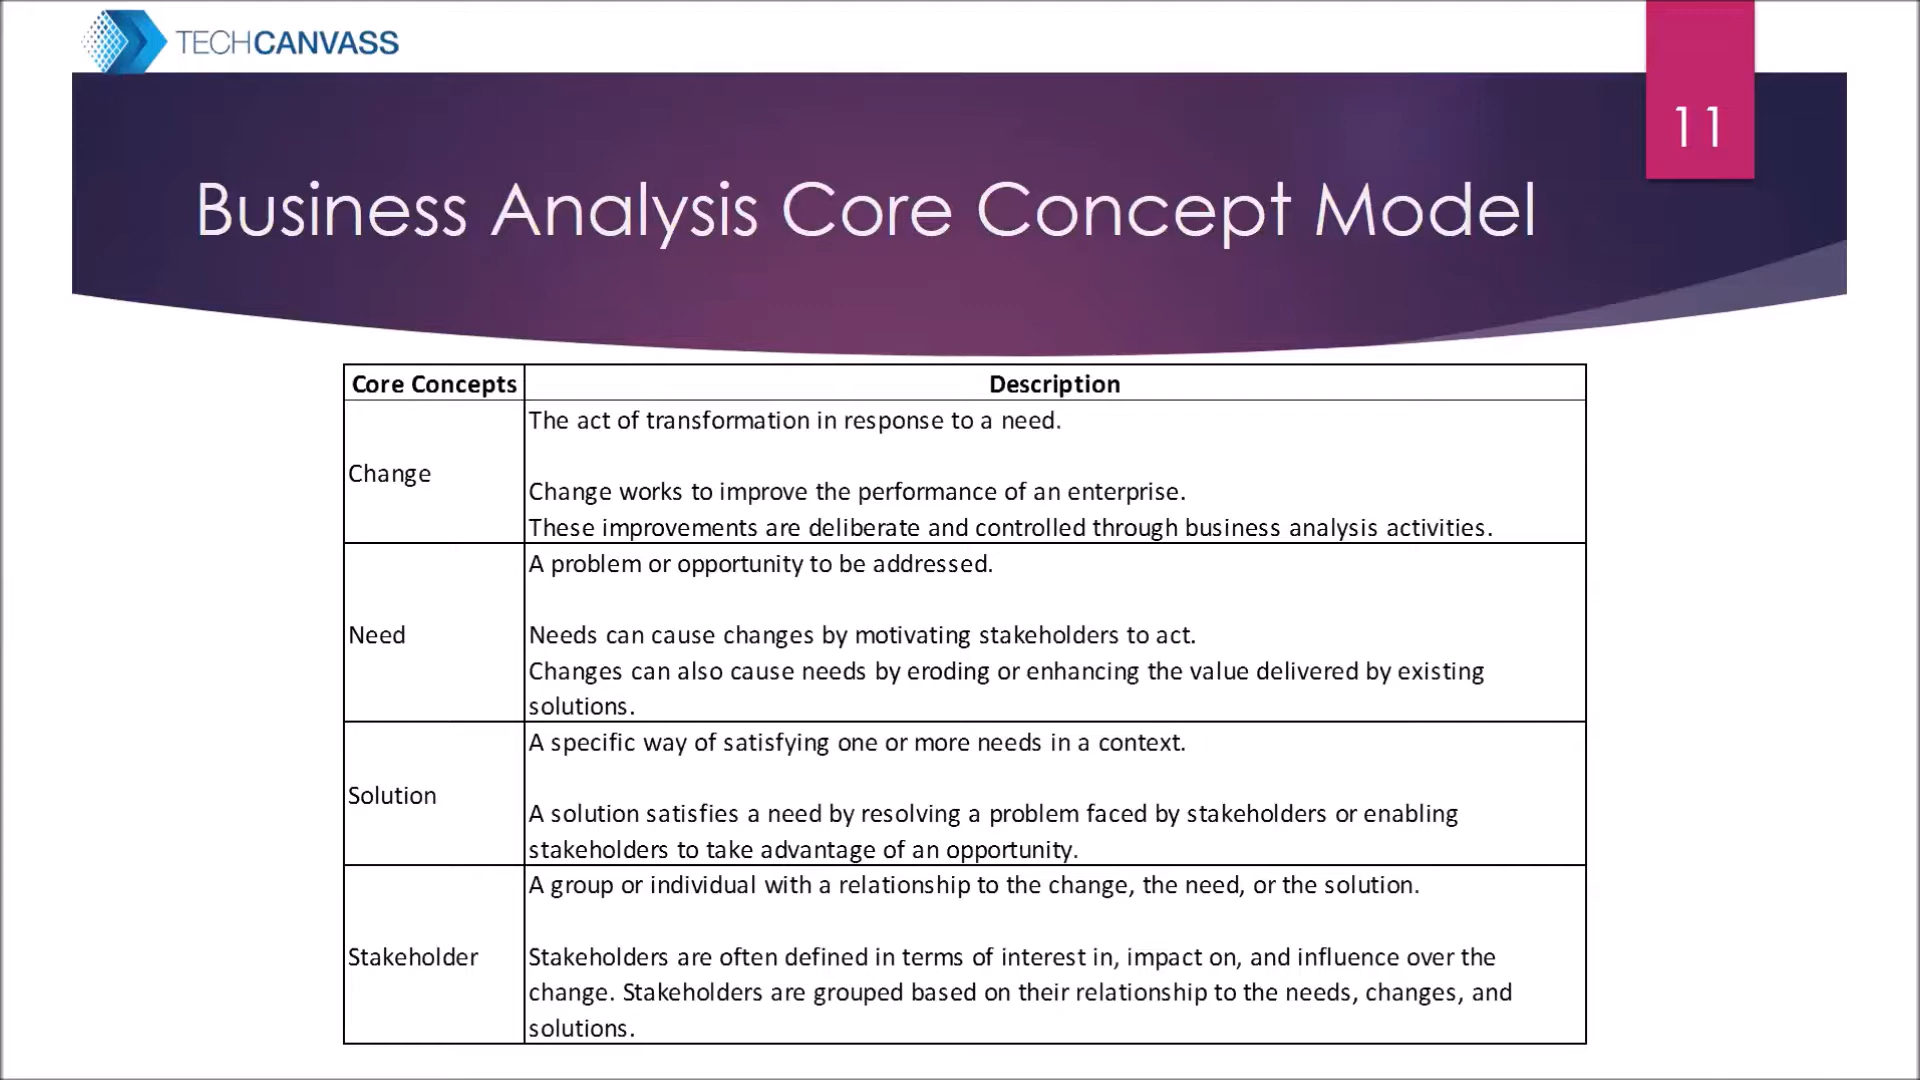 TECHCANVASS
11
Business Analysis Core Concept Model
Core Concepts
Description
Change
The act of transformation in response to a need.
Change works to improve the performance of an enterprise.
These improvements are deliberate and controlled through business analysis activities.
Need
A problem or opportunity to be addressed.
Needs can cause changes by motivating stakeholders to act.
Changes can also cause needs by eroding or enhancing the value delivered by existing
solutions.
Solution
A specific way of satisfying one or more needs in a context.
A solution satisfies a need by resolving a problem faced by stakeholders or enabling
stakeholders to take advantage of an opportunity.
Stakeholder
A group or individual with a relationship to the change, the need, or the solution.
Stakeholders are often defined in terms of interest in, impact on, and influence over the
change. Stakeholders are grouped based on their relationship to the needs, changes, and
solutions.